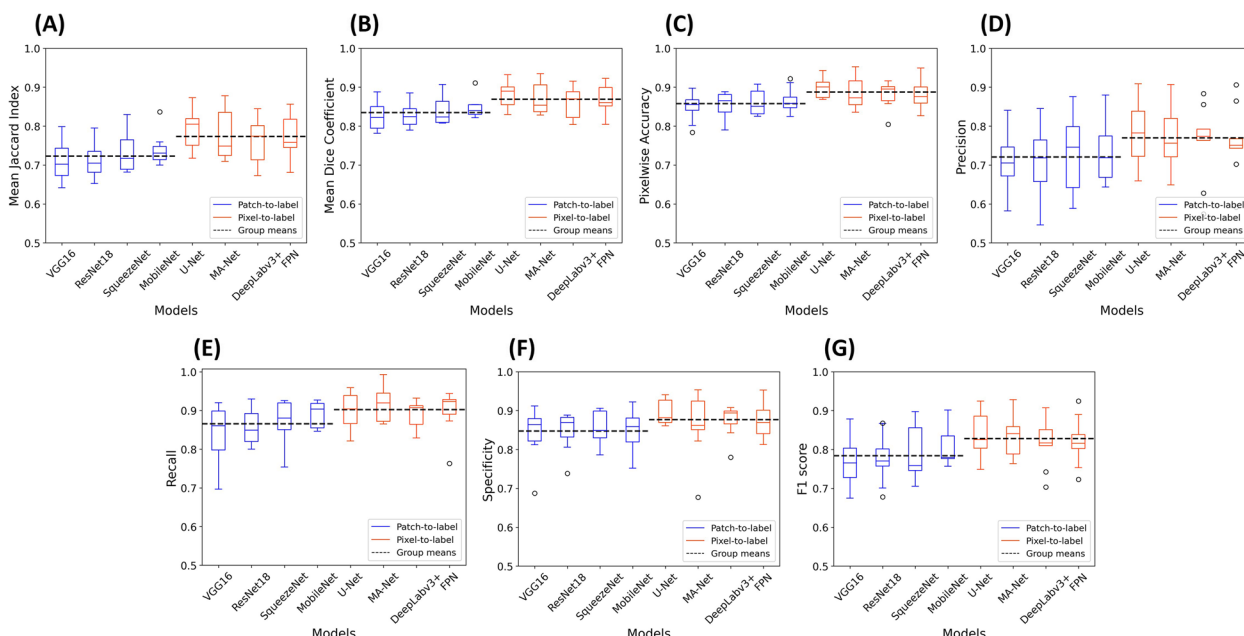 (A)
Mean Jaccard Index
1.0
0.9
0.8
0.7
0.6
0.5
Patch-to-label
Pixel-to-label
Group means
VGG16
ResNet18
SqueezeNet
MobileNet
U-Net
MA-Net
DeepLabv3+
FPN
Models
(B)
Mean Dice Coefficient
1.0
0.9
0.8
0.7
0.6
0.5
Patch-to-label
Pixel-to-label
Group means
VGG16
ResNet18
SqueezeNet
MobileNet
U-Net
MA-Net
DeepLabv3+
FPN
Models
(C)
Pixelwise Accuracy
1.0
0.9
0.8
0.7
0.6
0.5
Patch-to-label
Pixel-to-label
Group means
VGG16
ResNet18
SqueezeNet
MobileNet
U-Net
MA-Net
DeepLabv3+
FPN
Models
(D)
Precision
1.0
0.9
0.8
0.7
0.6
0.5
Patch-to-label
Pixel-to-label
Group means
VGG16
ResNet18
SqueezeNet
MobileNet
U-Net
MA-Net
DeepLabv3+
FPN
Models
(E)
Recall
1.0
0.9
0.8
0.7
0.6
0.5
Patch-to-label
Pixel-to-label
Group means
VGG16
ResNet18
SqueezeNet
MobileNet
U-Net
MA-Net
DeepLabv3+
FPN
Models
(F)
Specificity
1.0
0.9
0.8
0.7
0.6
0.5
Patch-to-label
Pixel-to-label
Group means
VGG16
ResNet18
SqueezeNet
MobileNet
U-Net
MA-Net
DeepLabv3+
FPN
Models
(G)
F1 score
1.0
0.9
0.8
0.7
0.6
0.5
Patch-to-label
Pixel-to-label
Group means
VGG16
ResNet18
SqueezeNet
MobileNet
U-Net
MA-Net
DeepLabv3+
FPN
Models